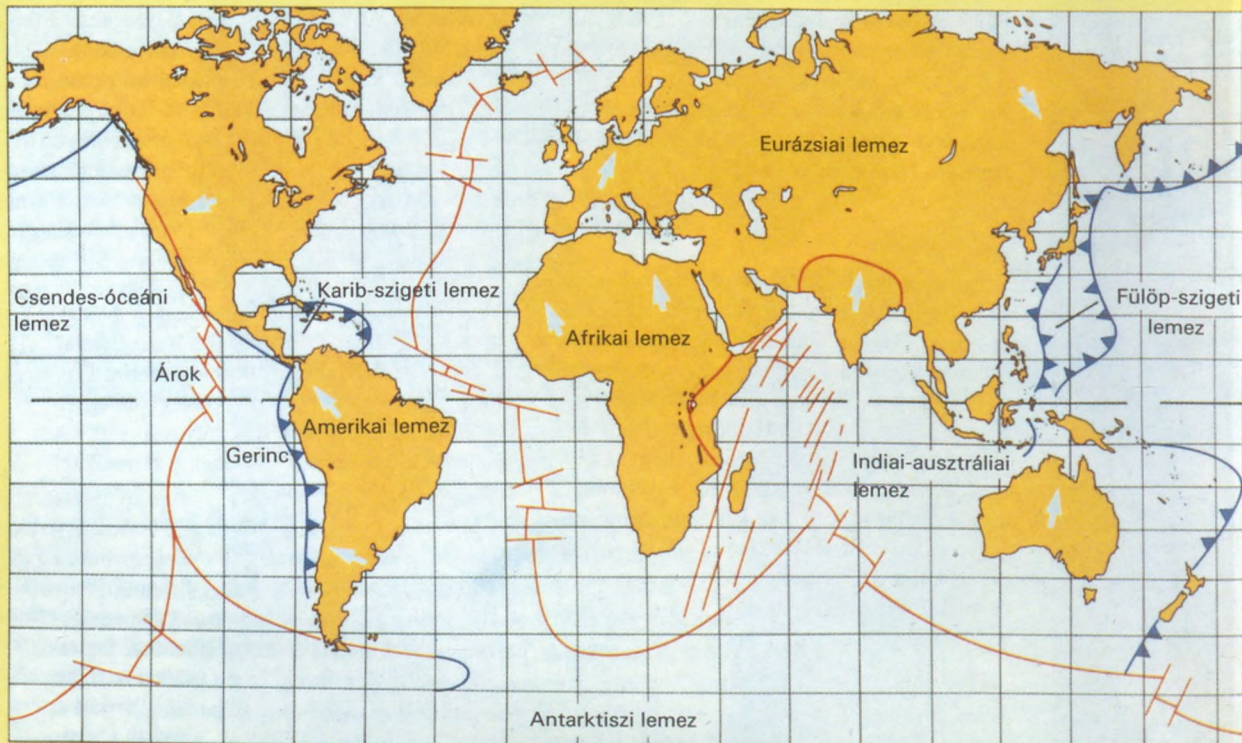 Eurázsiai lemez
Csendes-óceáni
lemez
Karib-szigeti lemez
Fülöp-szigeti
lemez
Afrikai lemez
Árok
Amerikai lemez
Gerinc
Indiai-ausztráliai
lemez
Antarktiszi lemez